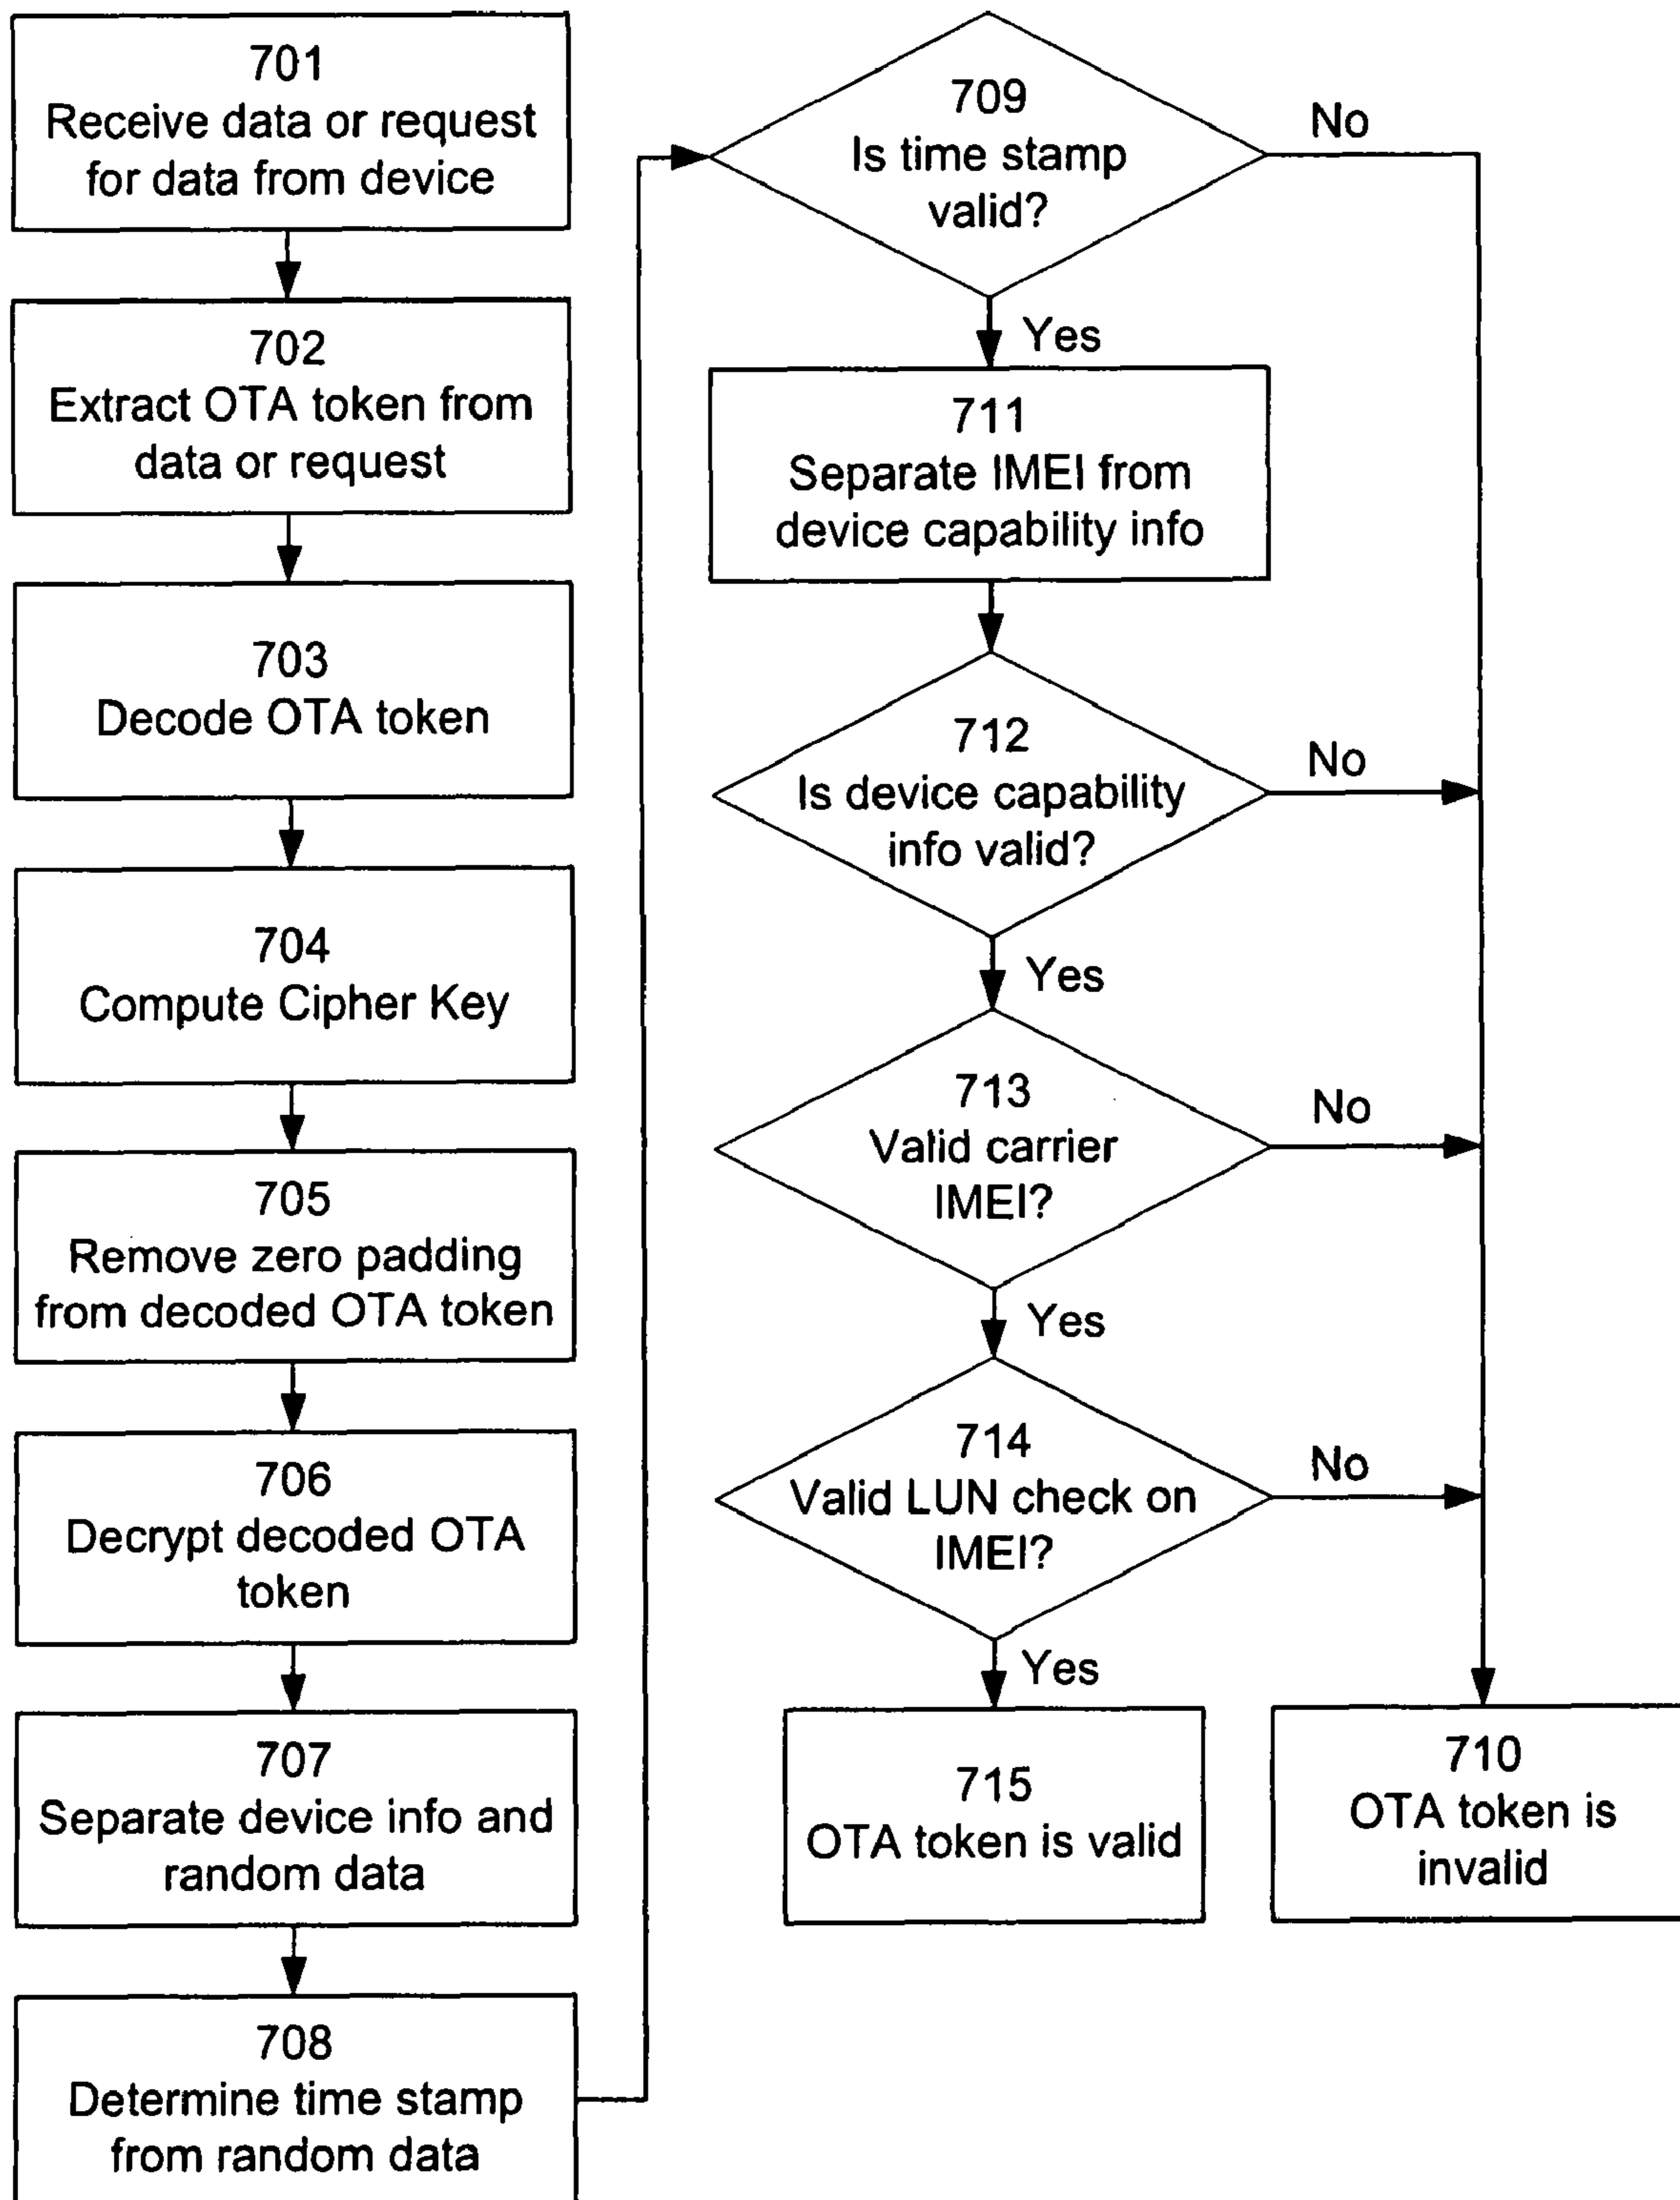 701
Receive data or request
for data from device
702
Extract OTA token from
data or request
703
Decode OTA token
704
Compute Cipher Key
705
Remove zero padding
from decoded OTA token
706
Decrypt decoded OTA
token
707
Separate device info and
random data
708
Determine time stamp
from random data
709
Is time stamp
valid?
No
Yes
711
Separate IMEI from
device capability info
712
Is device capability
info valid?
No
Yes
713
Valid carrier
IMEI?
No
Yes
714
Valid LUN check on
IMEI?
No
Yes
715
OTA token is valid
710
OTA token is
invalid